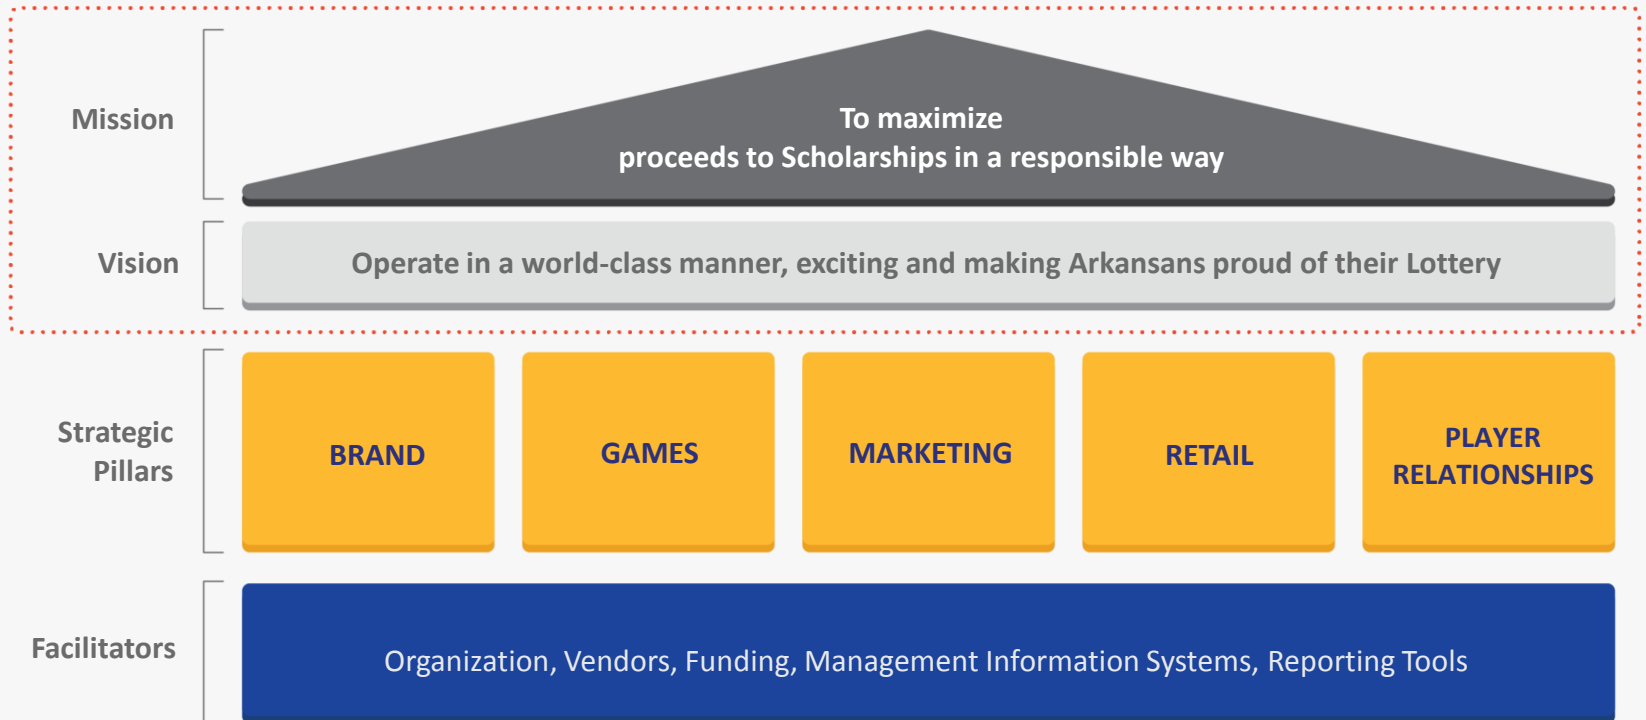 Mission
To maximize
proceeds to Scholarships in a responsible way
Vision
Operate in a world-class manner, exciting and making Arkansans proud of their Lottery
Strategic
Pillars
BRAND
GAMES
MARKETING
RETAIL
PLAYER
RELATIONSHIPS
Facilitators
Organization, Vendors, Funding, Management Information Systems, Reporting Tools